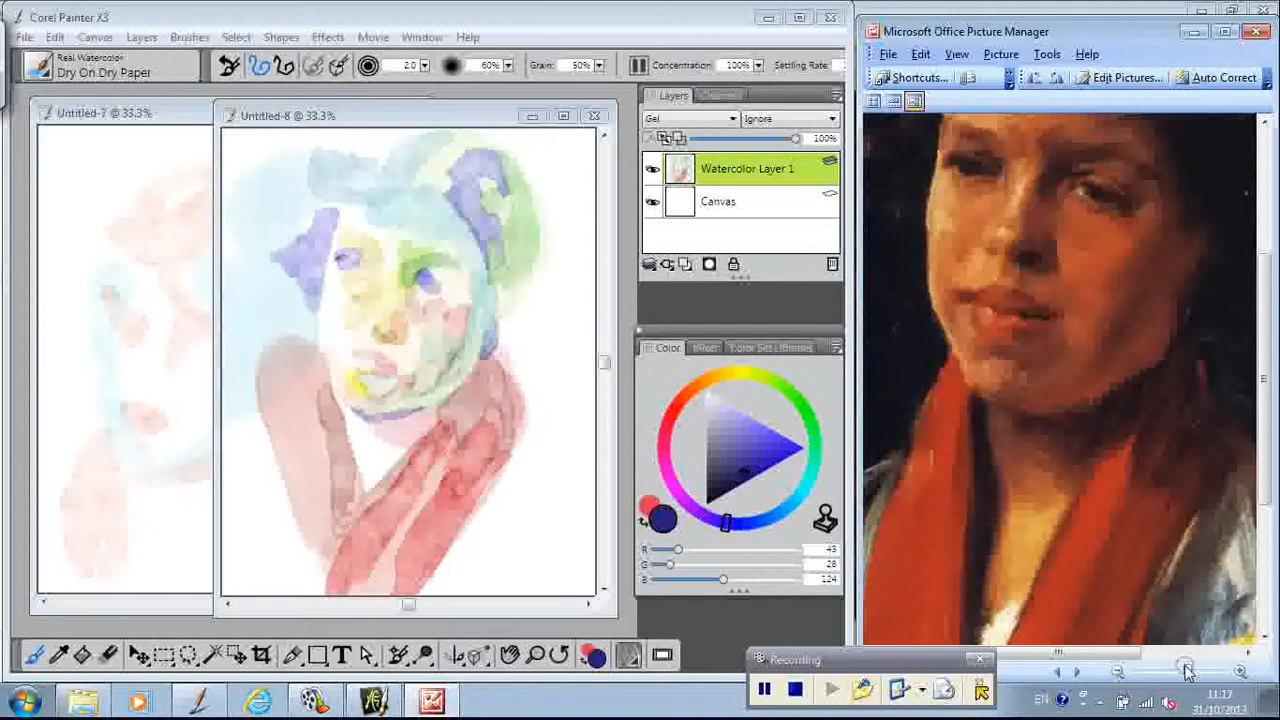 Corel Painter X3
File Edit Canvas Layers Brushes Select Shapes Effects Movie Window Help
Real Watercolor
Dry On Dry Paper
2.0
60%
Grain: 50%
Concentration: 100%
Settling Rate:
Untitled-7 @ 33.3%
Untitled-8 @ 33.3%
Layers
Gel
Ignore
100%
Watercolor Layer 1
Canvas
Color
Mixer
Color Set Libraries
R 43
G 28
B 124
Microsoft Office Picture Manager
File Edit View Picture Tools Help
Shortcuts...
Edit Pictures...
Auto Correct
Recording
EN
11:17
31/10/2013